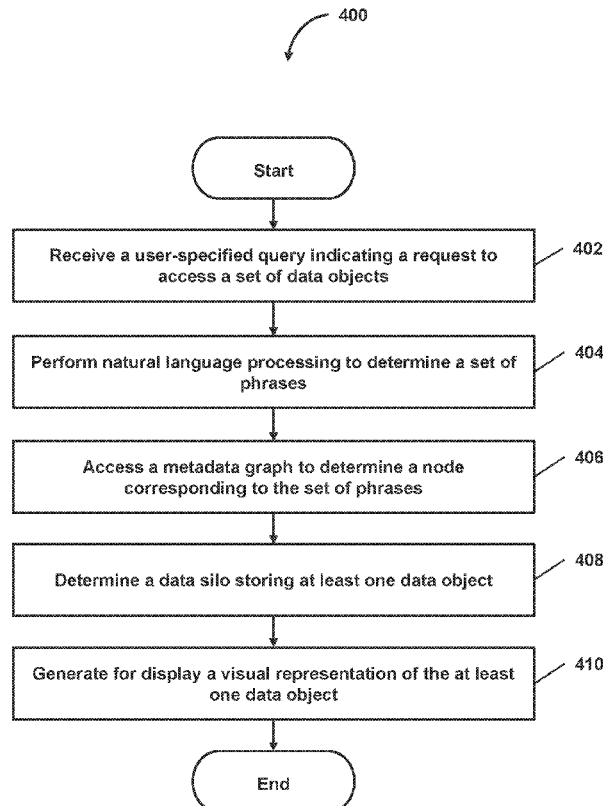 400
Start
Receive a user-specified query indicating a request to
access a set of data objects
402
Perform natural language processing to determine a set of
phrases
404
Access a metadata graph to determine a node
corresponding to the set of phrases
406
Determine a data silo storing at least one data object
408
Generate for display a visual representation of the at least
one data object
410
End